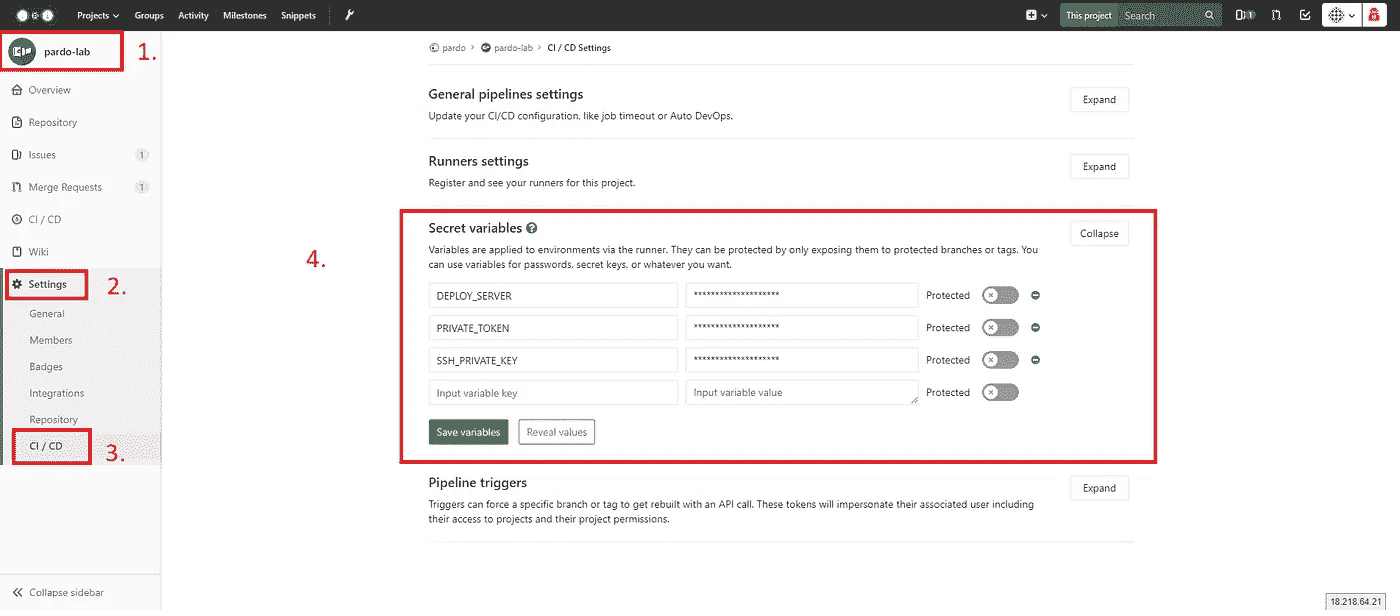 Projects Groups Activity Milestones Snippets
This project Search 1
pardo-lab 1.
Overview
Repository
Issues 1
Merge Requests 1
CI / CD
Wiki
Settings 2.
General
Members
Badges
Integrations
Repository
CI / CD 3.
Collapse sidebar
pardo > pardo-lab > CI / CD Settings
General pipelines settings
Expand
Update your CI/CD configuration, like job timeout or Auto DevOps.
Runners settings
Expand
Register and see your runners for this project.
4.
Secret variables ?
Collapse
Variables are applied to environments via the runner. They can be protected by only exposing them to protected branches or tags. You
can use variables for passwords, secret keys, or whatever you want.
DEPLOY_SERVER ******************* Protected
PRIVATE_TOKEN ******************* Protected
SSH_PRIVATE_KEY ******************* Protected
Input variable key Input variable value Protected
Save variables Reveal values
Pipeline triggers
Expand
Triggers can force a specific branch or tag to get rebuilt with an API call. These tokens will impersonate their associated user including
their access to projects and their project permissions.
18.218.64.21